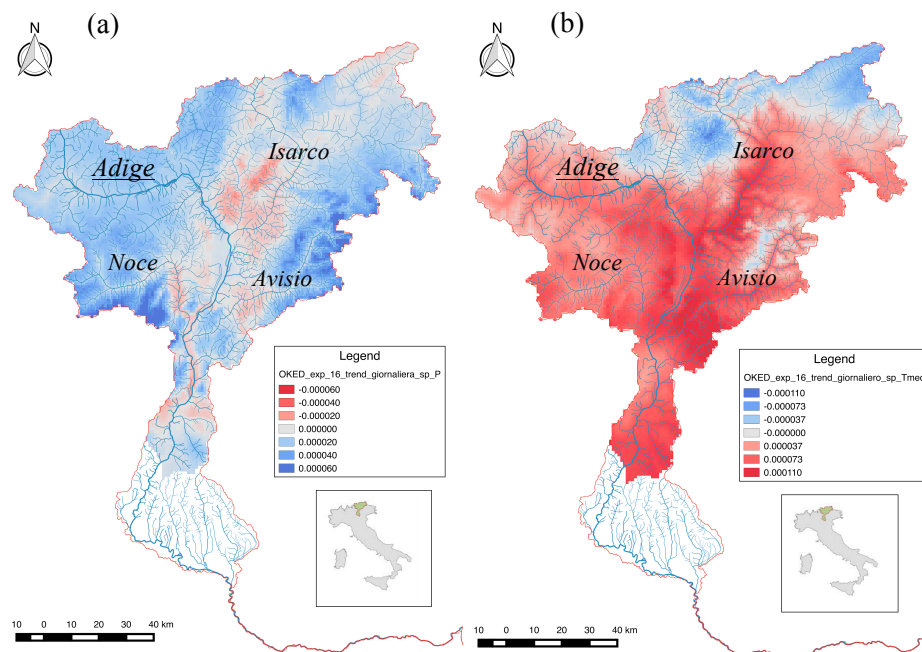 (a)
N
Isarco
Adige
Noce
Avisio
Legend
OKED_exp_16_trend_giornaliera_sp_P
-0.000060
-0.000040
-0.000020
0.000000
0.000020
0.000040
0.000060
10 0 10 20 30 40 km
(b)
N
Isarco
Adige
Noce
Avisio
Legend
OKED_exp_16_trend_giornaliero_sp_Tmed
-0.000110
-0.000073
-0.000037
-0.000000
0.000037
0.000073
0.000110
10 0 10 20 30 40 km